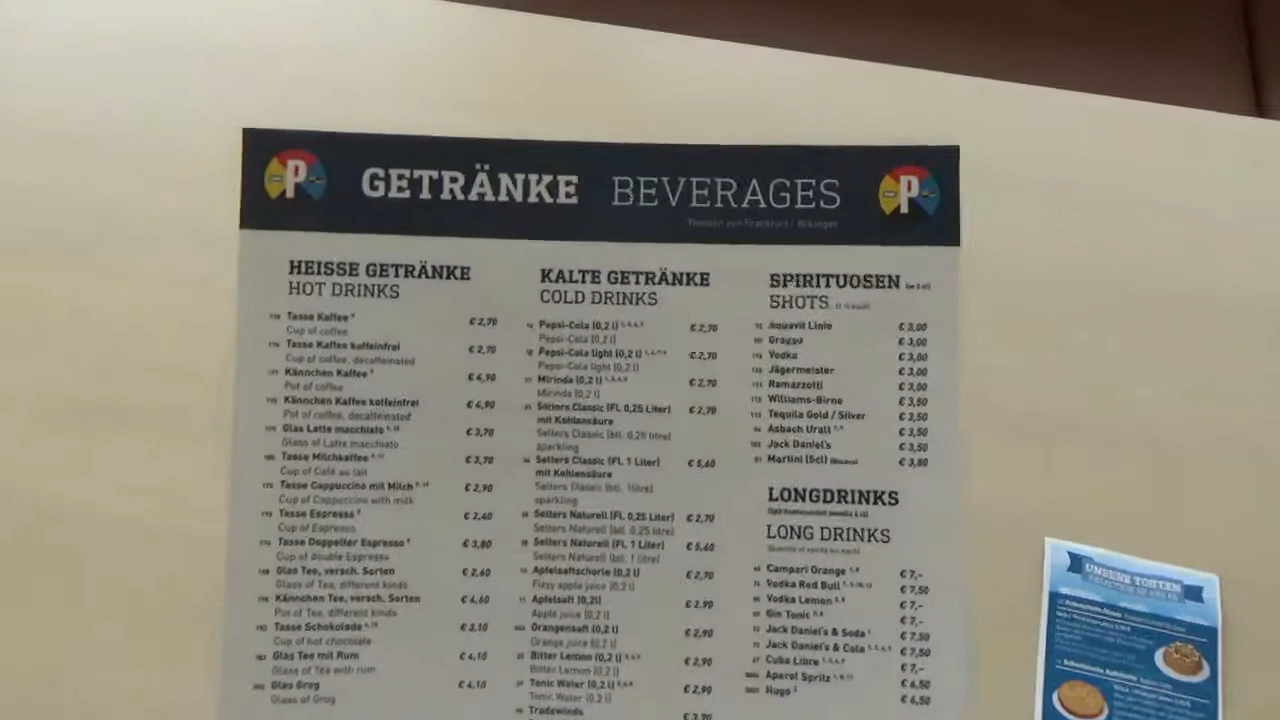 P GETRÄNKE BEVERAGES P
HEISSE GETRÄNKE
HOT DRINKS
Tasse Kaffee € 2,70
Cup of coffee
Tasse Kaffee koffeinfrei € 2,70
Cup of coffee, decaffeinated
Kännchen Kaffee € 4,90
Pot of coffee
Kännchen Kaffee koffeinfrei € 4,90
Pot of coffee, decaffeinated
Glas Latte macchiato € 3,70
Glass of Latte macchiato
Tasse Milchkaffee € 3,70
Cup of Café au lait
Tasse Cappuccino mit Milch € 2,90
Cup of Cappuccino with milk
Tasse Espresso € 2,40
Cup of Espresso
Tasse Doppelter Espresso € 3,80
Cup of double Espresso
Glas Tee, versch. Sorten € 2,60
Glass of Tea, different kinds
Kännchen Tee, versch. Sorten € 4,60
Pot of Tea, different kinds
Tasse Schokolade € 3,10
Cup of hot chocolate
Glas Tee mit Rum € 4,10
Glass of Tea with rum
Glas Grog € 4,10
Glass of Grog
KALTE GETRÄNKE
COLD DRINKS
Pepsi-Cola (0,2 l) € 2,70
Pepsi-Cola (0,2 l)
Pepsi-Cola light (0,2 l) € 2,70
Pepsi-Cola light (0,2 l)
Mirinda (0,2 l) € 2,70
Mirinda (0,2 l)
Selters Classic (Fl. 0,25 Liter) € 2,70
mit Kohlensäure
Selters Classic (btl. 0,25 litre)
sparkling
Selters Classic (Fl. 1 Liter) € 5,60
mit Kohlensäure
Selters Classic (btl. 1litre)
sparkling
Selters Naturell (Fl. 0,25 Liter) € 2,70
Selters Naturell (btl. 0,25 litre)
Selters Naturell (Fl. 1 Liter) € 5,60
Selters Naturell (btl. 1 litre)
Apfelsaftschorle (0,2 l) € 2,70
Fizzy apple juice (0,2 l)
Apfelsaft (0,2l) € 2,90
Apple juice (0,2 l)
Orangensaft (0,2 l) € 2,90
Orange juice (0,2 l)
Bitter Lemon (0,2 l) € 2,90
Bitter Lemon (0,2 l)
Tonic Water (0,2 l) € 2,90
Tonic Water (0,2 l)
Tradewinds € 3,20
SPIRITUOSEN
SHOTS
Aquavit Linie € 3,00
€ 3,00
Vodka € 3,00
Jägermeister € 3,00
Ramazzotti € 3,00
Williams-Birne € 3,50
Tequila Gold / Silver € 3,50
Asbach Uralt € 3,50
Jack Daniel's € 3,50
Martini (5cl) € 3,80
LONGDRINKS
LONG DRINKS
Campari Orange € 7,-
Vodka Red Bull € 7,50
Vodka Lemon € 7,-
Gin Tonic € 7,-
Jack Daniel's & Soda € 7,50
Jack Daniel's & Cola € 7,50
Cuba Libre € 7,-
Aperol Spritz € 6,50
Hugo € 6,50
UNSERE TORTEN